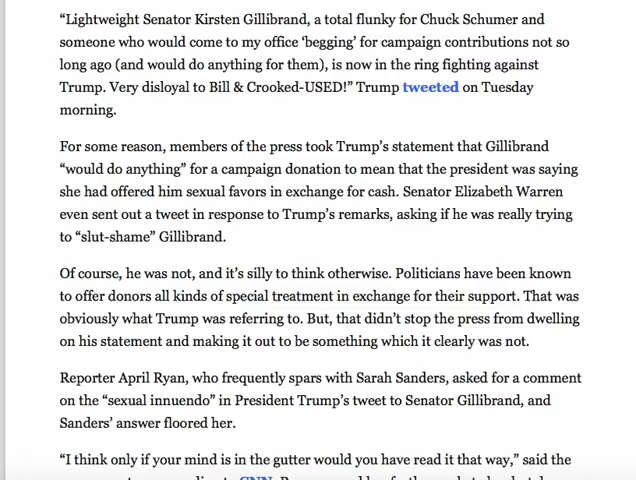 “Lightweight Senator Kirsten Gillibrand, a total flunky for Chuck Schumer and
someone who would come to my office ‘begging’ for campaign contributions not so
long ago (and would do anything for them), is now in the ring fighting against
Trump. Very disloyal to Bill & Crooked-USED!” Trump tweeted on Tuesday
morning.
For some reason, members of the press took Trump’s statement that Gillibrand
“would do anything” for a campaign donation to mean that the president was saying
she had offered him sexual favors in exchange for cash. Senator Elizabeth Warren
even sent out a tweet in response to Trump’s remarks, asking if he was really trying
to “slut-shame” Gillibrand.
Of course, he was not, and it’s silly to think otherwise. Politicians have been known
to offer donors all kinds of special treatment in exchange for their support. That was
obviously what Trump was referring to. But, that didn’t stop the press from dwelling
on his statement and making it out to be something which it clearly was not.
Reporter April Ryan, who frequently spars with Sarah Sanders, asked for a comment
on the “sexual innuendo” in President Trump’s tweet to Senator Gillibrand, and
Sanders’ answer floored her.
“I think only if your mind is in the gutter would you have read it that way,” said the
CNN